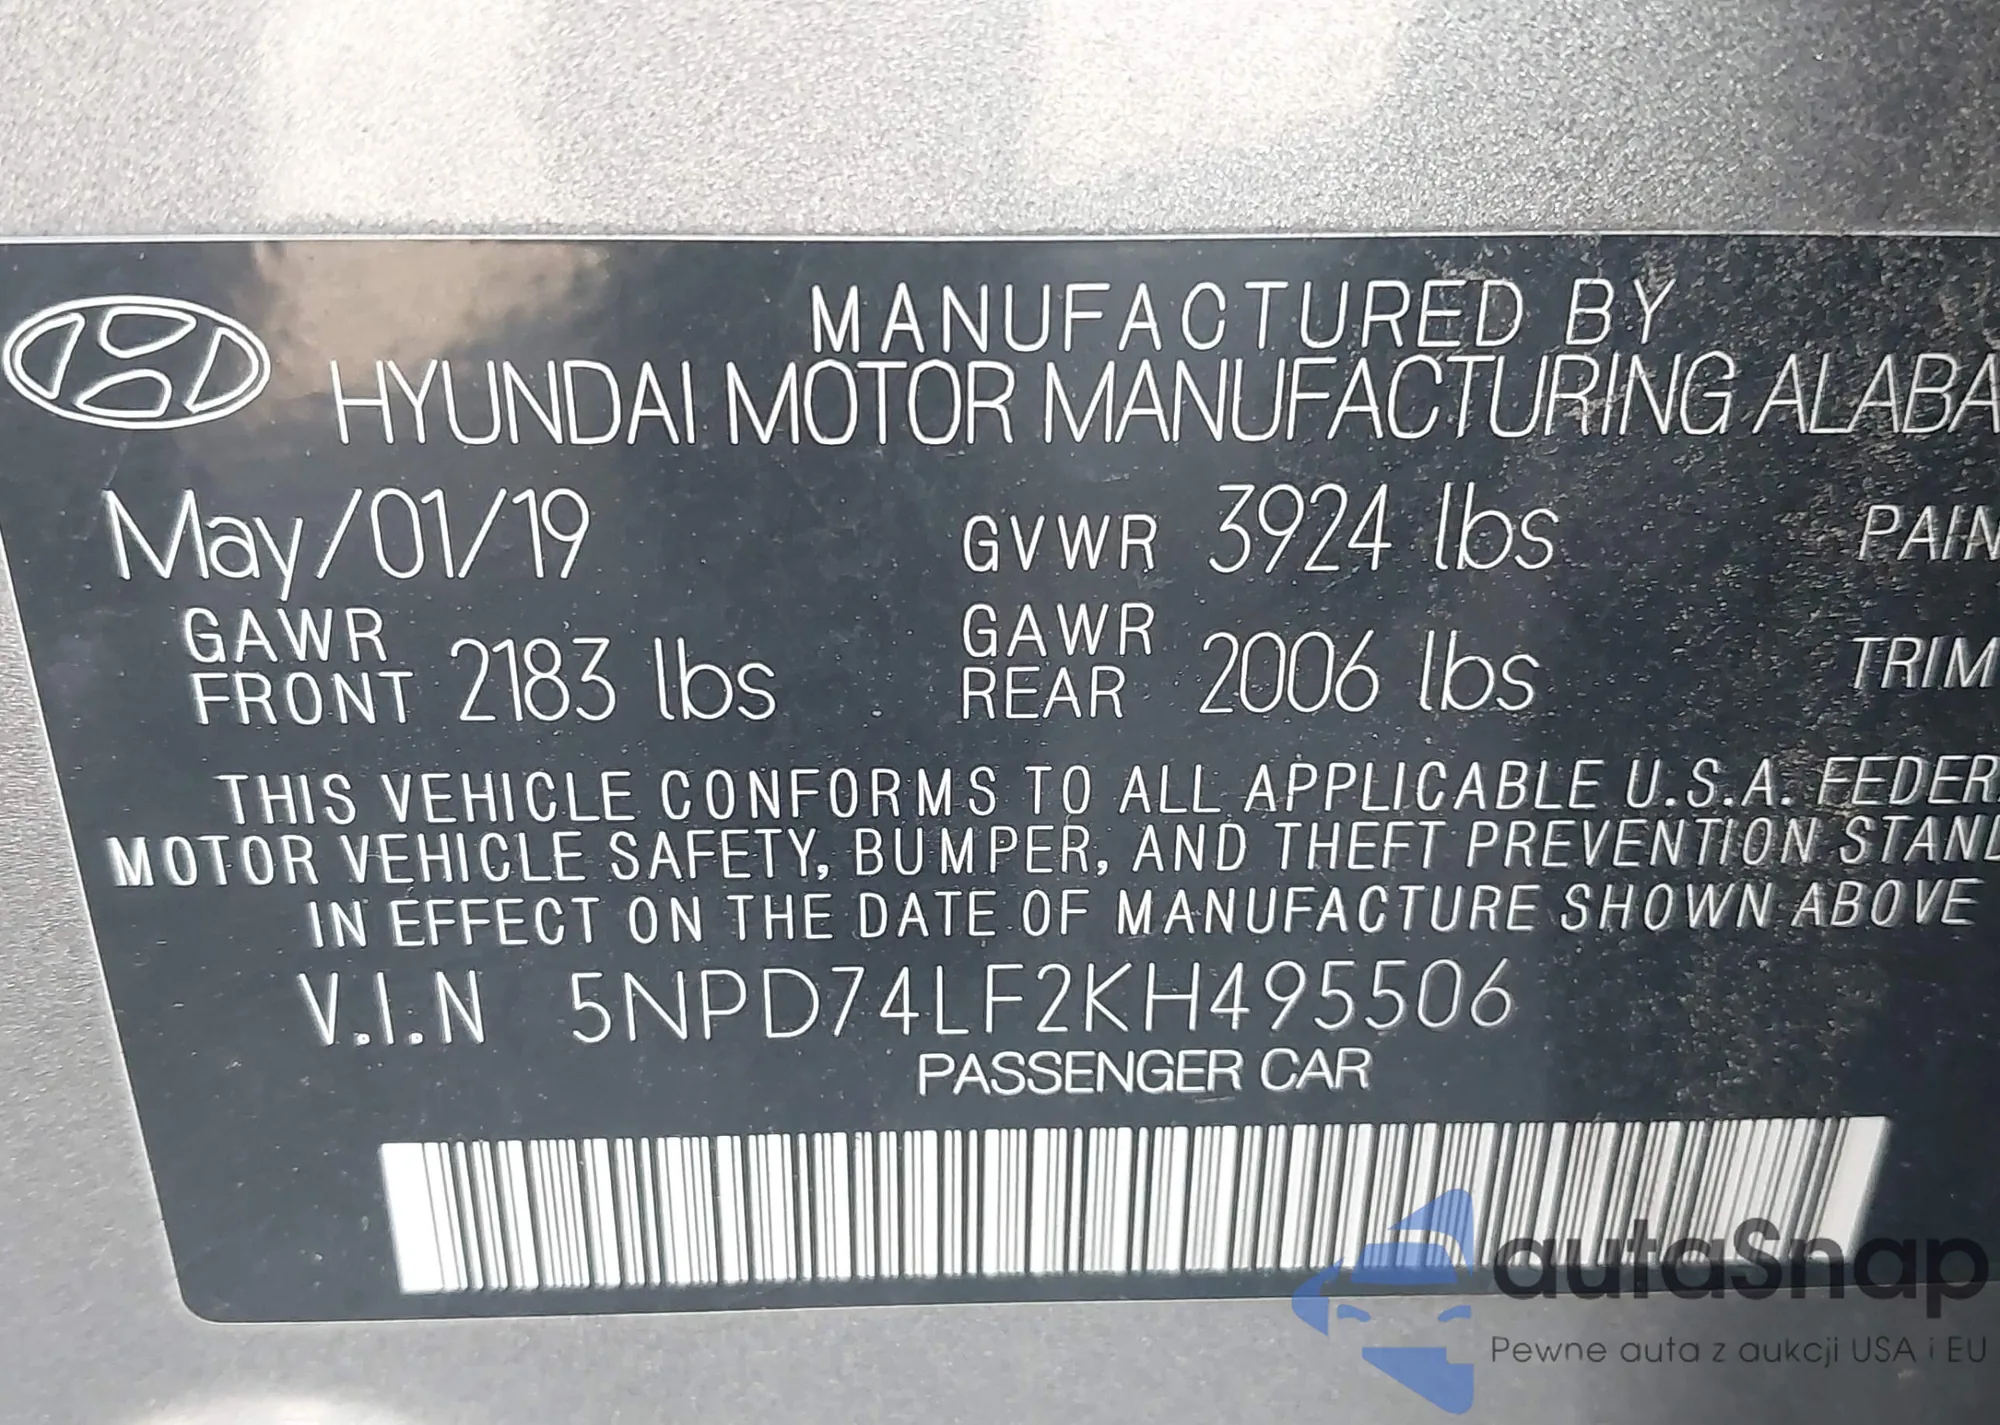 MANUFACTURED BY
HYUNDAI MOTOR MANUFACTURING ALABA
May/01/19 GVWR 3924 lbs PAIN
GAWR FRONT 2183 lbs GAWR REAR 2006 lbs TRIM
THIS VEHICLE CONFORMS TO ALL APPLICABLE U.S.A. FEDER
MOTOR VEHICLE SAFETY, BUMPER, AND THEFT PREVENTION STAND
IN EFFECT ON THE DATE OF MANUFACTURE SHOWN ABOVE
V.I.N 5NPD74LF2KH495506
PASSENGER CAR
autaSnap
Pewne auta z aukcji USA i EU